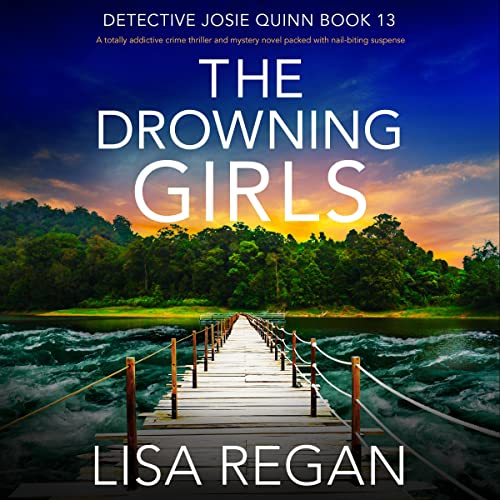 DETECTIVE JOSIE QUINN BOOK 13
A totally addictive crime thriller and mystery novel packed with nail-biting suspense
THE
DROWNING
GIRLS
LISA REGAN